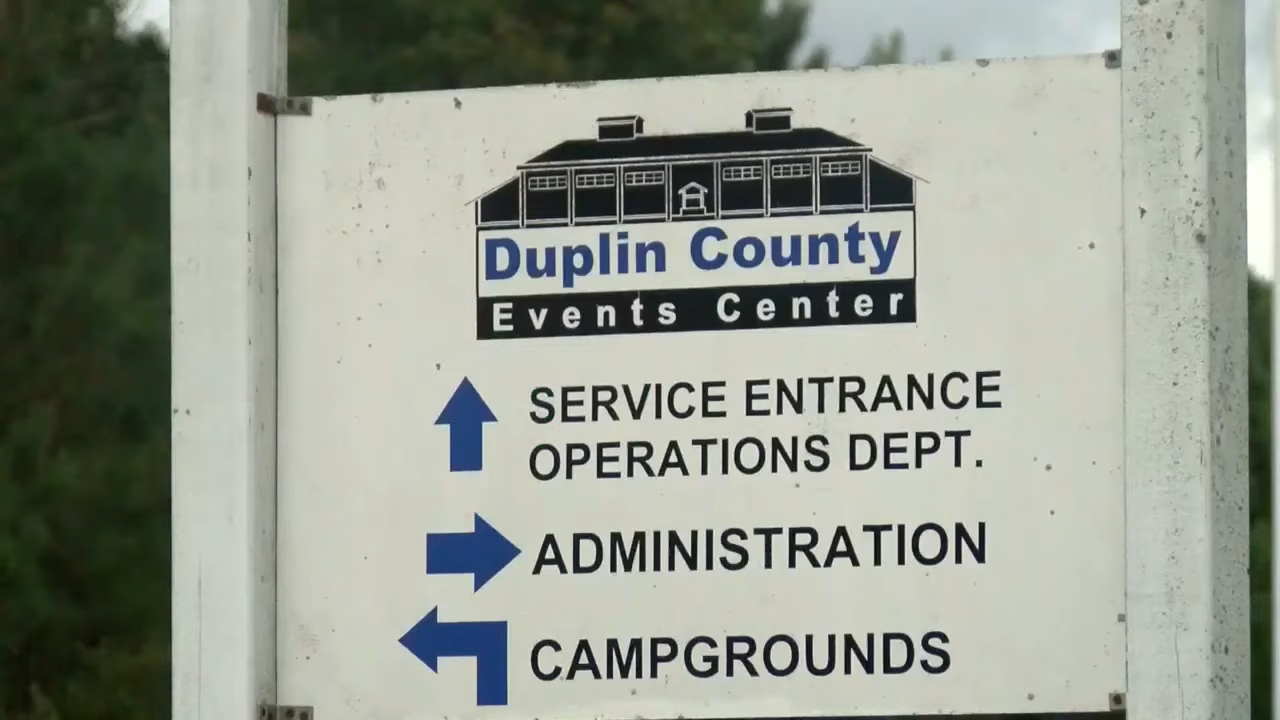 Duplin County
Events Center
SERVICE ENTRANCE
OPERATIONS DEPT.
ADMINISTRATION
CAMPGROUNDS